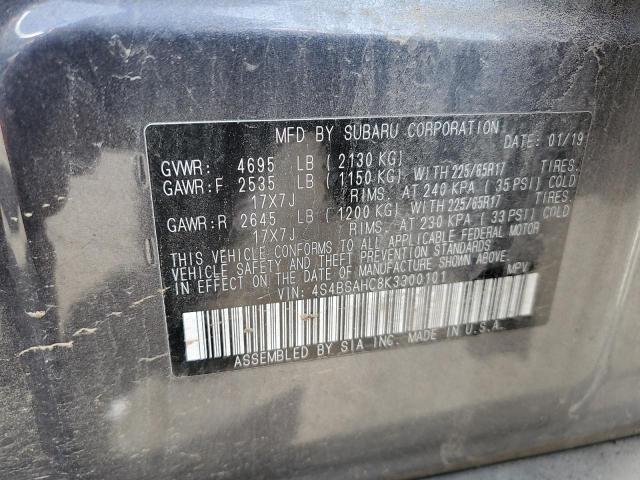 MFD BY SUBARU CORPORATION DATE: 01/19
GVWR: 4695 LB (2130 KG)
GAWR:F 2535 LB (1150 KG) WITH 225/65R17 TIRES.
17X7J RIMS. AT 240 KPA (35 PSI) COLD
GAWR:R 2645 LB (1200 KG) WITH 225/65R17 TIRES.
17X7J RIMS. AT 230 KPA (33 PSI) COLD
THIS VEHICLE CONFORMS TO ALL APPLICABLE FEDERAL MOTOR
VEHICLE SAFETY AND THEFT PREVENTION STANDARDS
IN EFFECT ON THE DATE OF MANUFACTURE SHOWN ABOVE.
VIN: 4S4BSAHC8K3300101 MPV
ASSEMBLED BY SIA INC. MADE IN U.S.A.